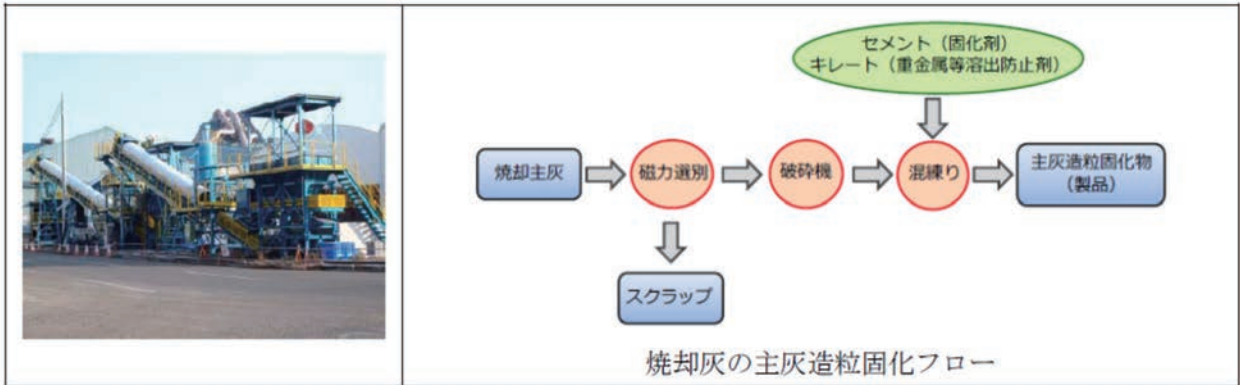 セメント（固化剤）
キレート（重金属等溶出防止剤）
焼却主灰
磁力選別
破砕機
混練り
主灰造粒固化物
（製品）
スクラップ
焼却灰の主灰造粒固化フロー